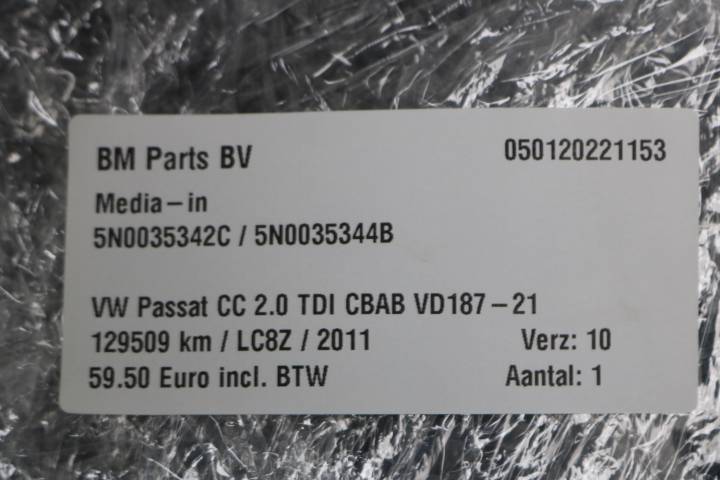 BM Parts BV 050120221153
Media-in
5N0035342C / 5N0035344B
VW Passat CC 2.0 TDI CBAB VD187-21
129509 km / LC8Z / 2011 Verz: 10
59.50 Euro incl. BTW Aantal: 1